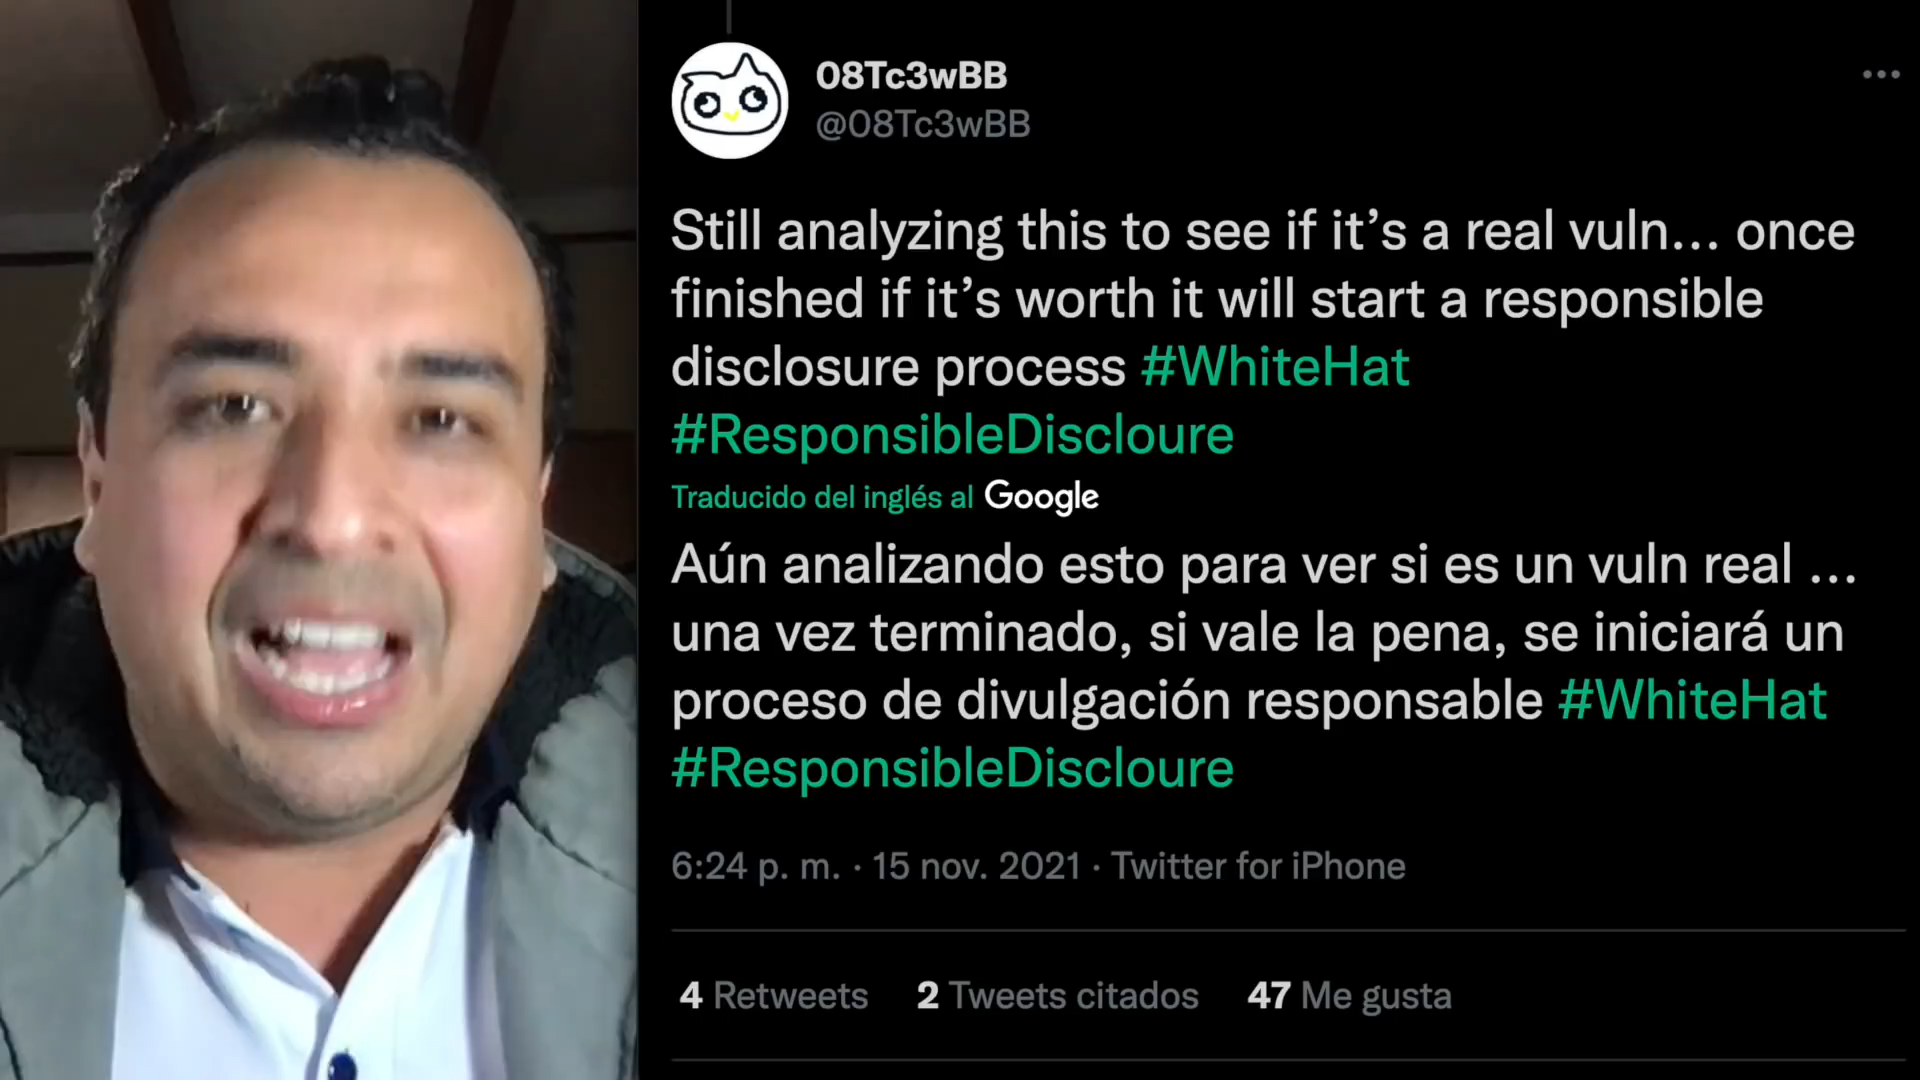 08Tc3wBB
@08Tc3wBB
Still analyzing this to see if it’s a real vuln… once
finished if it’s worth it will start a responsible
disclosure process #WhiteHat
#ResponsibleDiscloure
Traducido del inglés al Google
Aún analizando esto para ver si es un vuln real ...
una vez terminado, si vale la pena, se iniciará un
proceso de divulgación responsable #WhiteHat
#ResponsibleDiscloure
6:24 p. m. · 15 nov. 2021 · Twitter for iPhone
4 Retweets 2 Tweets citados 47 Me gusta